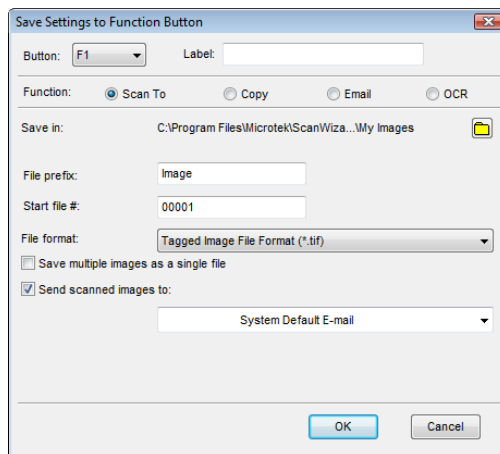 Save Settings to Function Button
Button: F1 Label:
Function: Scan To Copy Email OCR
Save in: C:\Program Files\Microtek\ScanWiza...\My Images
File prefix: Image
Start file #: 00001
File format: Tagged Image File Format (*.tif)
Save multiple images as a single file
Send scanned images to:
System Default E-mail
OK Cancel